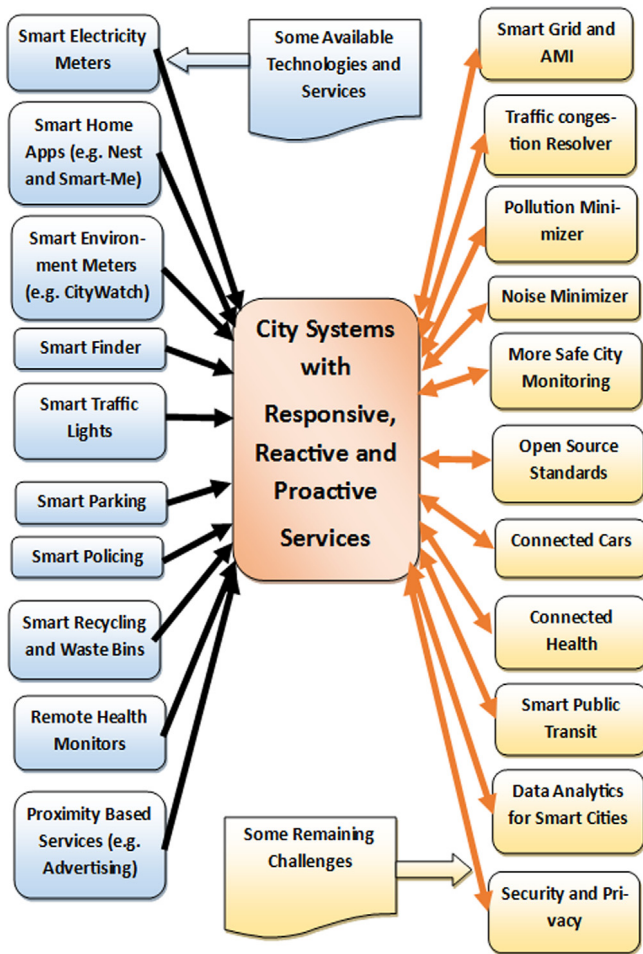 Smart Electricity
Meters
Smart Home
Apps (e.g. Nest
and Smart-Me)
Smart Environ-
ment Meters
(e.g. CityWatch)
Smart Finder
Smart Traffic
Lights
Smart Parking
Smart Policing
Smart Recycling
and Waste Bins
Remote Health
Monitors
Proximity Based
Services (e.g.
Advertising)
Some Available
Technologies and
Services
City Systems
with
Responsive,
Reactive and
Proactive
Services
Some Remaining
Challenges
Smart Grid and
AMI
Traffic conges-
tion Resolver
Pollution Mini-
mizer
Noise Minimizer
More Safe City
Monitoring
Open Source
Standards
Connected Cars
Connected
Health
Smart Public
Transit
Data Analytics
for Smart Cities
Security and Pri-
vacy